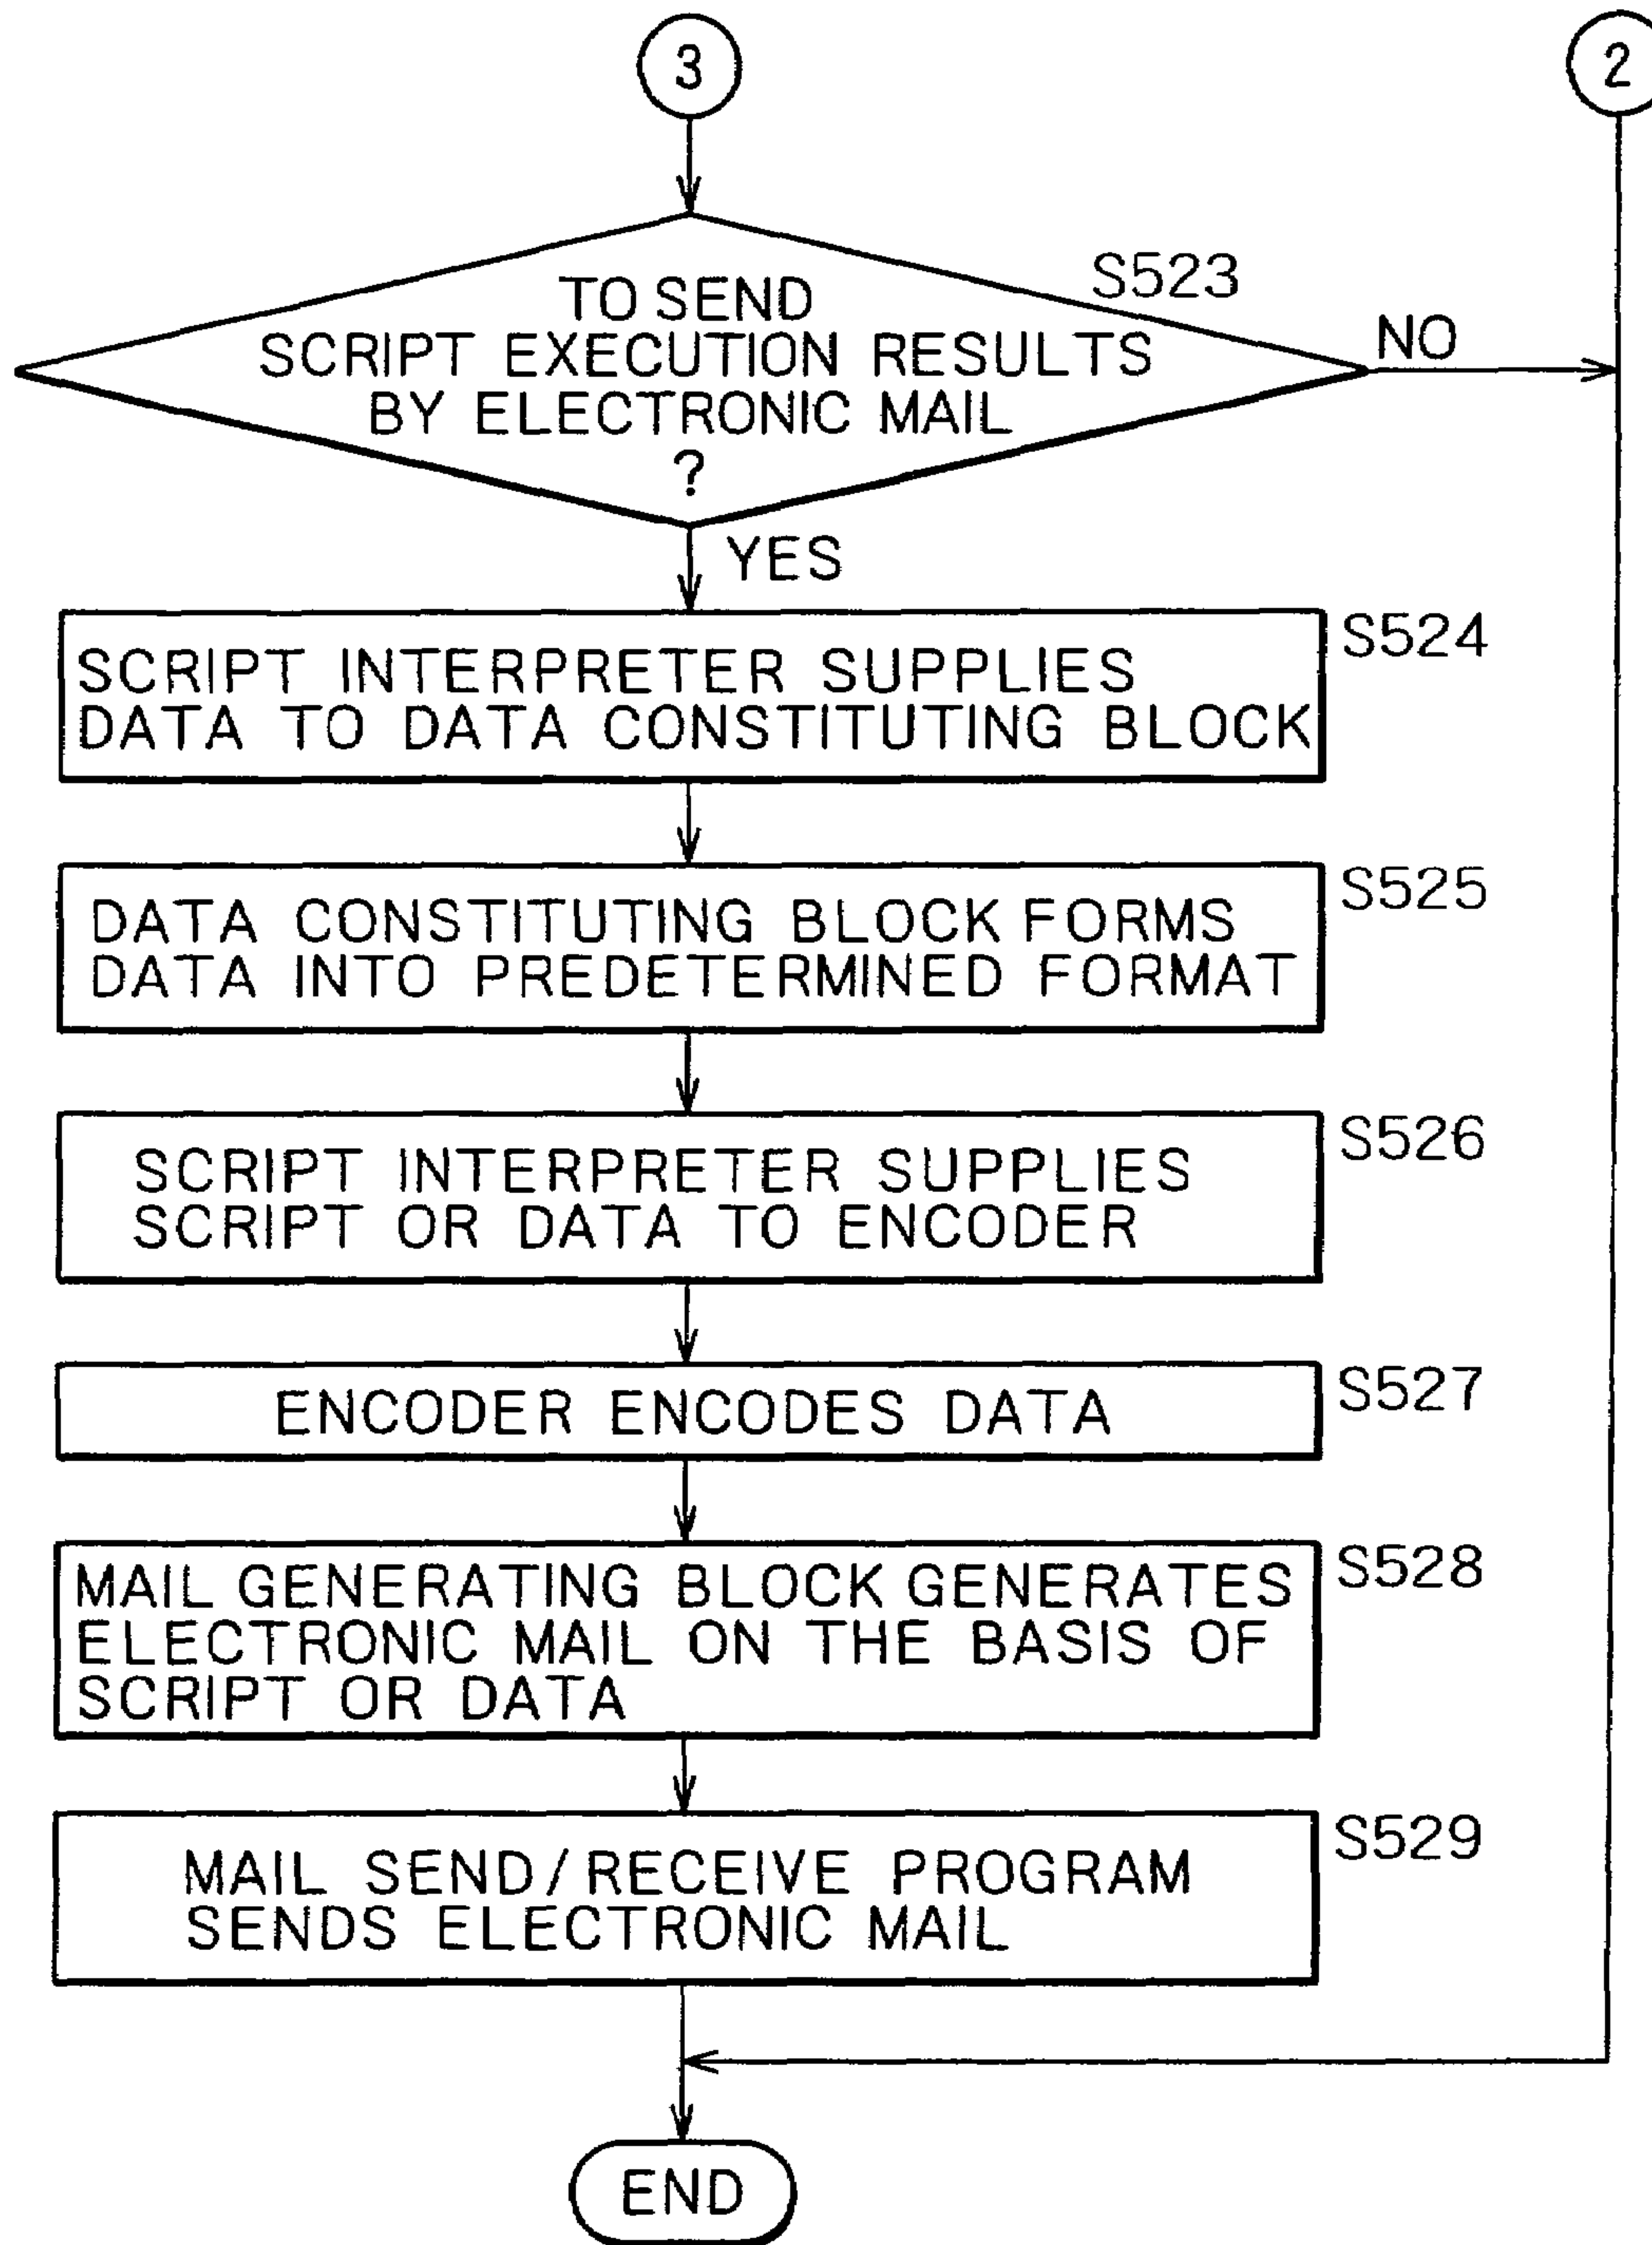 3
2
TO SEND
SCRIPT EXECUTION RESULTS
BY ELECTRONIC MAIL
?
S523
NO
YES
SCRIPT INTERPRETER SUPPLIES
DATA TO DATA CONSTITUTING BLOCK
S524
DATA CONSTITUTING BLOCK FORMS
DATA INTO PREDETERMINED FORMAT
S525
SCRIPT INTERPRETER SUPPLIES
SCRIPT OR DATA TO ENCODER
S526
ENCODER ENCODES DATA
S527
MAIL GENERATING BLOCK GENERATES
ELECTRONIC MAIL ON THE BASIS OF
SCRIPT OR DATA
S528
MAIL SEND/RECEIVE PROGRAM
SENDS ELECTRONIC MAIL
S529
END